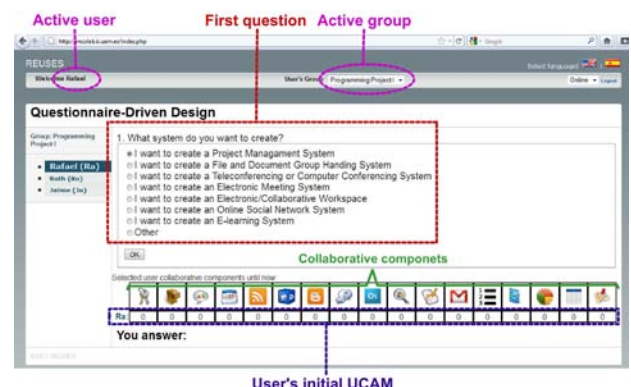 Active user
First question
Active group
REUSES
Select language
Welcome Rafael
User's Group: Programming Project I
Online
Logout
Questionnaire-Driven Design
Group: Programming
Project I
Rafael (Ra)
Ruth (Ru)
Jaime (Ja)
1. What system do you want to create?
I want to create a Project Managament System
I want to create a File and Document Group Handing System
I want to create a Teleconferencing or Computer Conferencing System
I want to create an Electronic Meeting System
I want to create an Electronic/Collaborative Workspace
I want to create an Online Social Network System
I want to create an E-learning System
Other
OK
Collaborative componets
Selected user collaborative components until now
Ra: 0 0 0 0 0 0 0 0 0 0 0 0 0 0 0 0 0
You answer:
User's initial UCAM